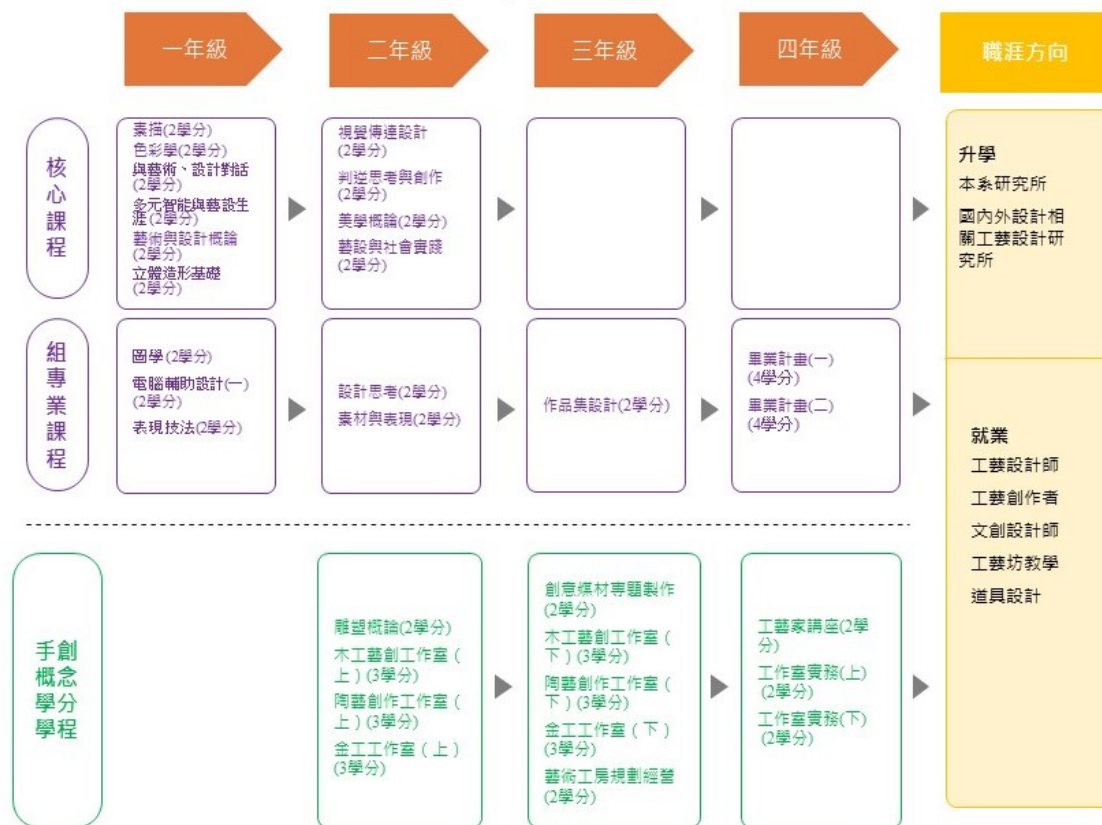 一年級
二年級
三年級
四年級
職涯方向
核心課程
素描(2學分)
色彩學(2學分)
與藝術、設計對話
(2學分)
多元智能與藝設生
涯(2學分)
藝術與設計概論
(2學分)
立體造形基礎
(2學分)
視覺傳達設計
(2學分)
判逆思考與創作
(2學分)
美學概論(2學分)
藝設與社會實踐
(2學分)
升學
本系研究所
國內外設計相
關工藝設計研
究所
組專業課程
圖學(2學分)
電腦輔助設計(一)
(2學分)
表現技法(2學分)
設計思考(2學分)
素材與表現(2學分)
作品集設計(2學分)
畢業計畫(一)
(4學分)
畢業計畫(二)
(4學分)
就業
工藝設計師
工藝創作者
文創設計師
工藝坊教學
道具設計
手創
概念
學分
學程
雕塑概論(2學分)
木工藝創工作室（
上）(3學分)
陶藝創作工作室（
上）(3學分)
金工工作室（上）
(3學分)
創意媒材專題製作
(2學分)
木工藝創工作室（
下）(3學分)
陶藝創作工作室（
下）(3學分)
金工工作室（下）
(3學分)
藝術工房規劃經營
(2學分)
工藝家講座(2學
分)
工作室實務(上)
(2學分)
工作室實務(下)
(2學分)